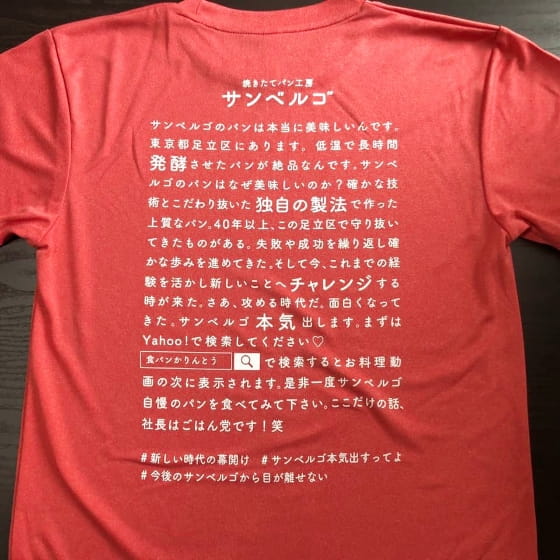 焼きたてパン工房
サンベルゴ
サンベルゴのパンは本当に美味しいんです。
東京都足立区にあります。低温で長時間
発酵させたパンが絶品なんです。サンベ
ルゴのパンはなぜ美味しいのか？確かな技
術とこだわり抜いた独自の製法で作った
上質なパン。40年以上、この足立区で守り抜い
てきたものがある。失敗や成功を繰り返し確
かな歩みを進めてきた。そして今、これまでの経
験を活かし新しいことへチャレンジする
時が来た。さあ、攻める時代だ。面白くなって
きた。サンベルゴ本気出します。まずは
Yahoo!で検索してください♡
食パンかりんとう で検索するとお料理動
画の次に表示されます。是非一度サンベルゴ
自慢のパンを食べてみて下さい。ここだけの話、
社長はごはん党です！笑
#新しい時代の幕開け #サンベルゴ本気出すってよ
#今後のサンベルゴから目が離せない